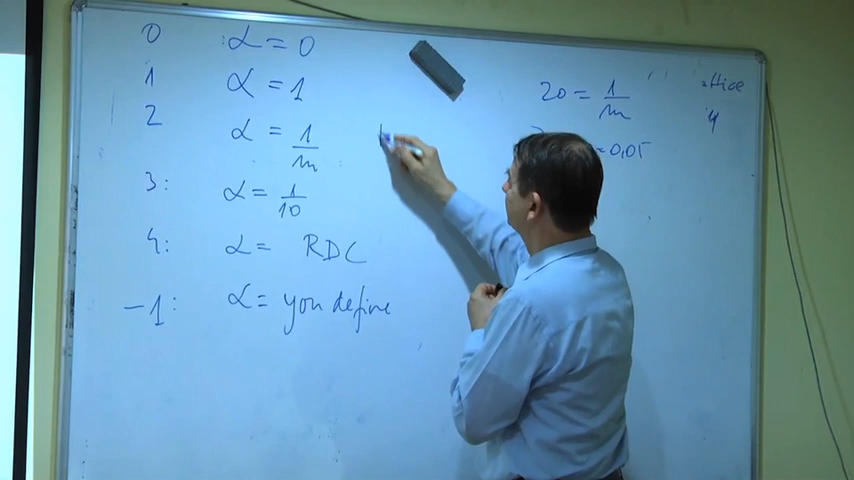 0 α = 0
1 α = 1
2 α = 1/m
3: α = 1/10
4: α = RDC
-1: α = you define
20 = 1/m
= 0,05